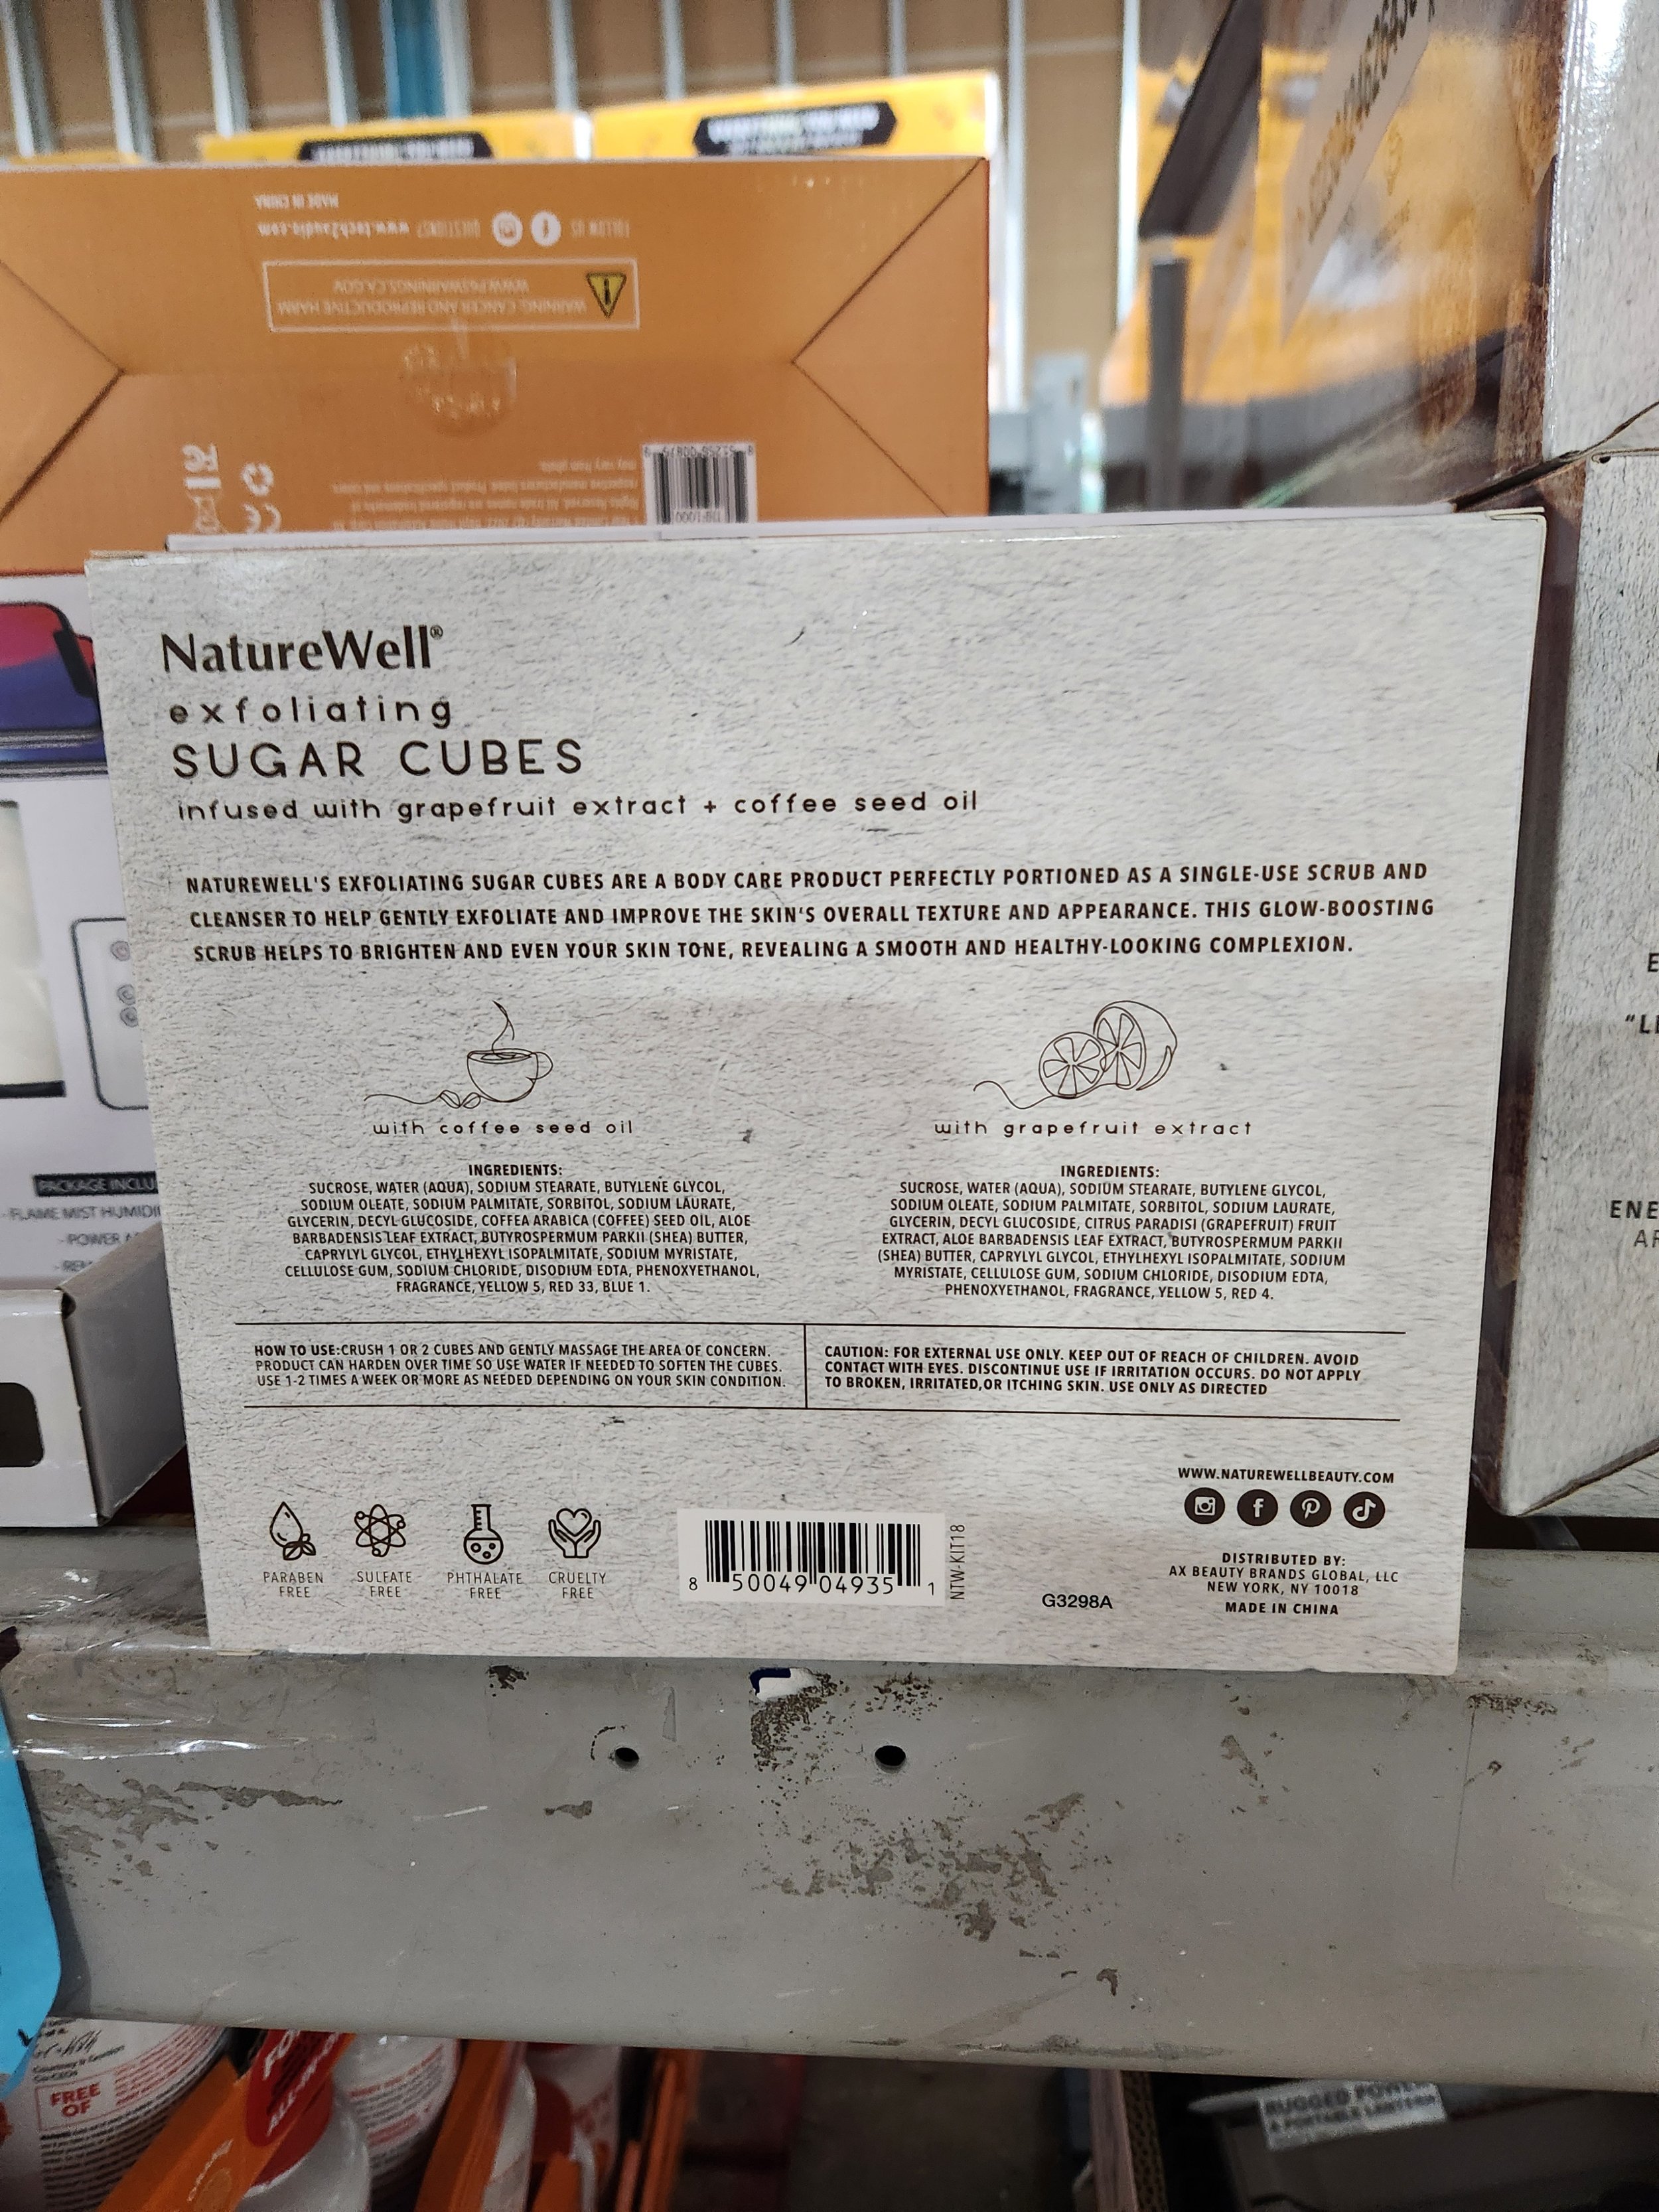 MADE IN CHINA
FOLLOW US
QUESTIONS? www.tech2audio.com
WARNING: CANCER AND REPRODUCTIVE HARM
WWW.P65WARNINGS.CA.GOV
NatureWell®
exfoliating
SUGAR CUBES
infused with grapefruit extract + coffee seed oil
NATUREWELL'S EXFOLIATING SUGAR CUBES ARE A BODY CARE PRODUCT PERFECTLY PORTIONED AS A SINGLE-USE SCRUB AND
CLEANSER TO HELP GENTLY EXFOLIATE AND IMPROVE THE SKIN'S OVERALL TEXTURE AND APPEARANCE. THIS GLOW-BOOSTING
SCRUB HELPS TO BRIGHTEN AND EVEN YOUR SKIN TONE, REVEALING A SMOOTH AND HEALTHY-LOOKING COMPLEXION.
with coffee seed oil
INGREDIENTS:
SUCROSE, WATER (AQUA), SODIUM STEARATE, BUTYLENE GLYCOL,
SODIUM OLEATE, SODIUM PALMITATE, SORBITOL, SODIUM LAURATE,
GLYCERIN, DECYL GLUCOSIDE, COFFEA ARABICA (COFFEE) SEED OIL, ALOE
BARBADENSIS LEAF EXTRACT, BUTYROSPERMUM PARKII (SHEA) BUTTER,
CAPRYLYL GLYCOL, ETHYLHEXYL ISOPALMITATE, SODIUM MYRISTATE,
CELLULOSE GUM, SODIUM CHLORIDE, DISODIUM EDTA, PHENOXYETHANOL,
FRAGRANCE, YELLOW 5, RED 33, BLUE 1.
with grapefruit extract
INGREDIENTS:
SUCROSE, WATER (AQUA), SODIUM STEARATE, BUTYLENE GLYCOL,
SODIUM OLEATE, SODIUM PALMITATE, SORBITOL, SODIUM LAURATE,
GLYCERIN, DECYL GLUCOSIDE, CITRUS PARADISI (GRAPEFRUIT) FRUIT
EXTRACT, ALOE BARBADENSIS LEAF EXTRACT, BUTYROSPERMUM PARKII
(SHEA) BUTTER, CAPRYLYL GLYCOL, ETHYLHEXYL ISOPALMITATE, SODIUM
MYRISTATE, CELLULOSE GUM, SODIUM CHLORIDE, DISODIUM EDTA,
PHENOXYETHANOL, FRAGRANCE, YELLOW 5, RED 4.
HOW TO USE:CRUSH 1 OR 2 CUBES AND GENTLY MASSAGE THE AREA OF CONCERN.
PRODUCT CAN HARDEN OVER TIME SO USE WATER IF NEEDED TO SOFTEN THE CUBES.
USE 1-2 TIMES A WEEK OR MORE AS NEEDED DEPENDING ON YOUR SKIN CONDITION.
CAUTION: FOR EXTERNAL USE ONLY. KEEP OUT OF REACH OF CHILDREN. AVOID
CONTACT WITH EYES. DISCONTINUE USE IF IRRITATION OCCURS. DO NOT APPLY
TO BROKEN, IRRITATED,OR ITCHING SKIN. USE ONLY AS DIRECTED
PARABEN
FREE
SULFATE
FREE
PHTHALATE
FREE
CRUELTY
FREE
8 50049 04935 1
NTW-KIT18
G3298A
WWW.NATUREWELLBEAUTY.COM
DISTRIBUTED BY:
AX BEAUTY BRANDS GLOBAL, LLC
NEW YORK, NY 10018
MADE IN CHINA
PACKAGE INCLU
- FLAME MIST HUMIDI
- POWER A
"LE
ENE
FREE
OF
RUGGED POWER